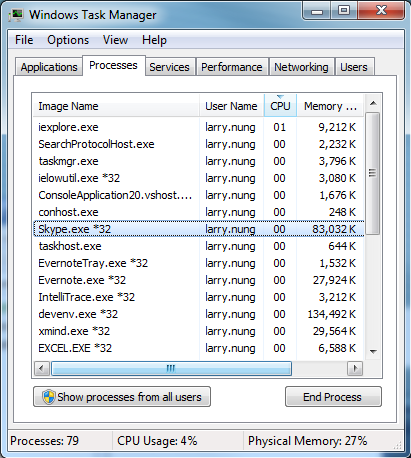 Windows Task Manager
File Options View Help
Applications Processes Services Performance Networking Users
Image Name User Name CPU Memory ...
iexplore.exe larry.nung 01 9,212 K
SearchProtocolHost.exe larry.nung 00 2,232 K
taskmgr.exe larry.nung 00 3,796 K
ielowutil.exe *32 larry.nung 00 3,080 K
ConsoleApplication20.vshost.... larry.nung 00 1,676 K
conhost.exe larry.nung 00 248 K
Skype.exe *32 larry.nung 00 83,032 K
taskhost.exe larry.nung 00 644 K
EvernoteTray.exe *32 larry.nung 00 1,532 K
Evernote.exe *32 larry.nung 00 27,924 K
IntelliTrace.exe *32 larry.nung 00 3,212 K
devenv.exe *32 larry.nung 00 134,492 K
xmind.exe *32 larry.nung 00 29,564 K
EXCEL.EXE *32 larry.nung 00 6,588 K
Show processes from all users End Process
Processes: 79 CPU Usage: 4% Physical Memory: 27%